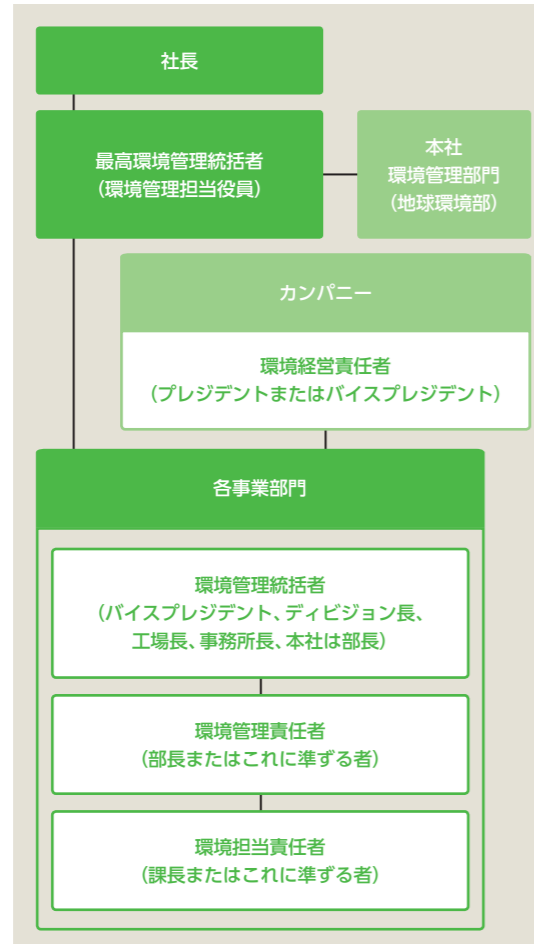 社長
最高環境管理統括者
（環境管理担当役員）
本社
環境管理部門
（地球環境部）
カンパニー
環境経営責任者
（プレジデントまたはバイスプレジデント）
各事業部門
環境管理統括者
（バイスプレジデント、ディビジョン長、
工場長、事務所長、本社は部長）
環境管理責任者
（部長またはこれに準ずる者）
環境担当責任者
（課長またはこれに準ずる者）